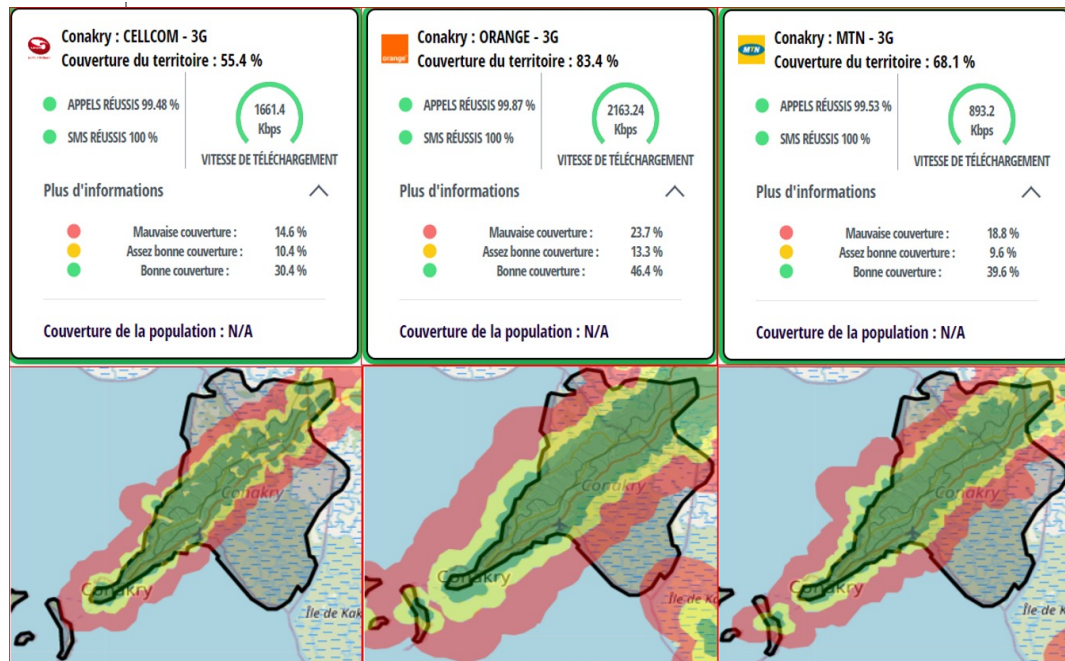 Conakry : CELLCOM - 3G
Couverture du territoire : 55.4 %
APPELS RÉUSSIS 99.48 %
SMS RÉUSSIS 100 %
1661.4
Kbps
VITESSE DE TÉLÉCHARGEMENT
Plus d'informations
Mauvaise couverture : 14.6 %
Assez bonne couverture : 10.4 %
Bonne couverture : 30.4 %
Couverture de la population : N/A
orange
Conakry : ORANGE - 3G
Couverture du territoire : 83.4 %
APPELS RÉUSSIS 99.87 %
SMS RÉUSSIS 100 %
2163.24
Kbps
VITESSE DE TÉLÉCHARGEMENT
Plus d'informations
Mauvaise couverture : 23.7 %
Assez bonne couverture : 13.3 %
Bonne couverture : 46.4 %
Couverture de la population : N/A
MTN
Conakry : MTN - 3G
Couverture du territoire : 68.1 %
APPELS RÉUSSIS 99.53 %
SMS RÉUSSIS 100 %
893.2
Kbps
VITESSE DE TÉLÉCHARGEMENT
Plus d'informations
Mauvaise couverture : 18.8 %
Assez bonne couverture : 9.6 %
Bonne couverture : 39.6 %
Couverture de la population : N/A
Conakry
Conakry
Île de Kak
Conakry
Conakry
Île de Ka
Conakry
Conakry
Île de Ka